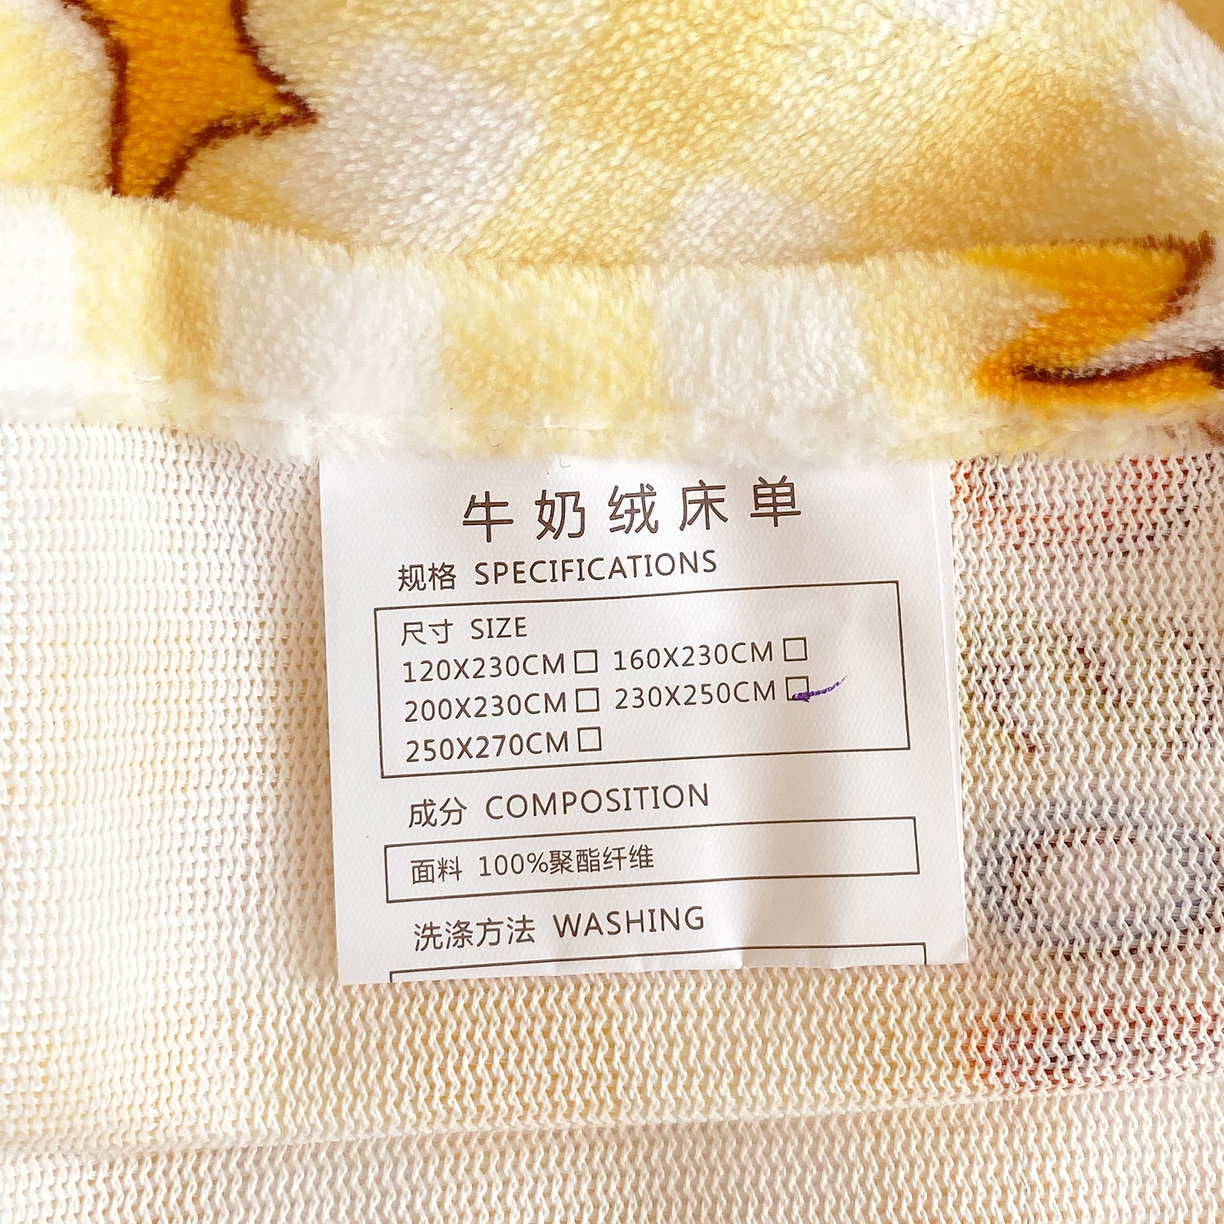 牛奶绒床单
规格 SPECIFICATIONS
尺寸 SIZE
120X230CM□ 160X230CM□
200X230CM□ 230X250CM☑
250X270CM□
成分 COMPOSITION
面料 100%聚酯纤维
洗涤方法 WASHING